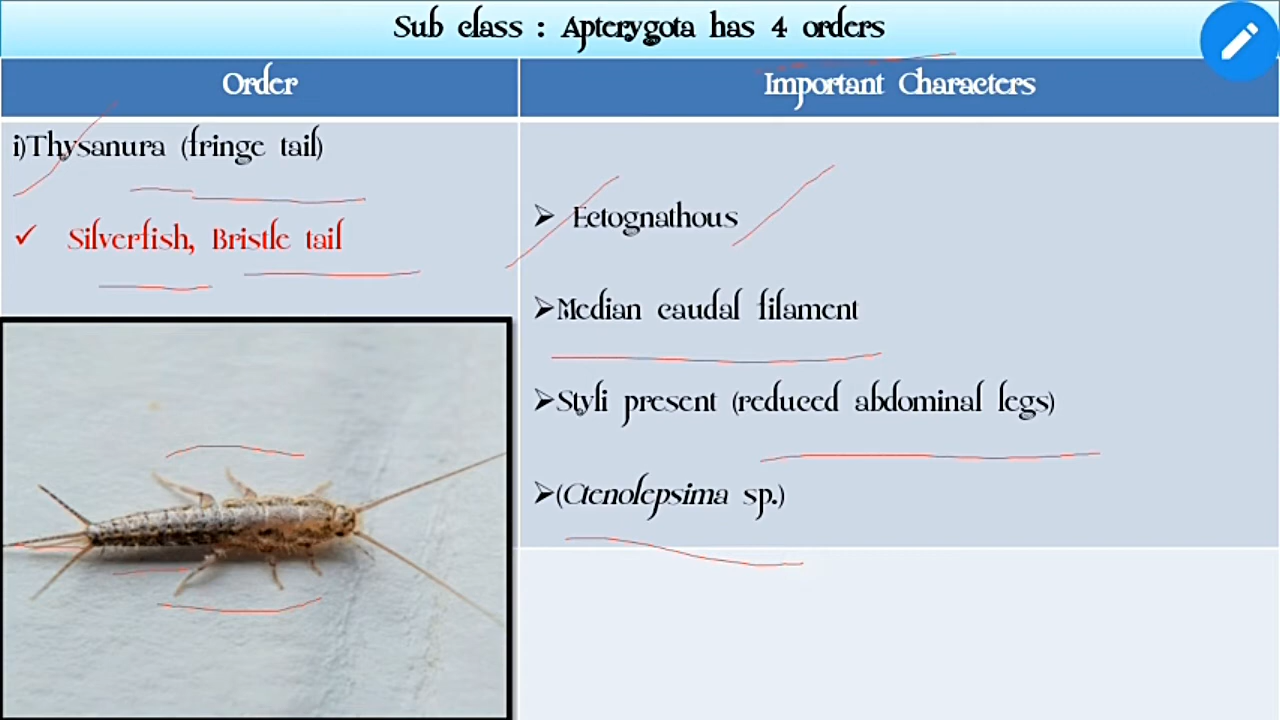 Sub class : Apterygota has 4 orders
Order
Important Characters
i)Thysanura (fringe tail)
✓ Silverfish, Bristle tail
➢ Ectognathous
➢Median caudal filament
➢Styli present (reduced abdominal legs)
➢(Ctenolepsima sp.)